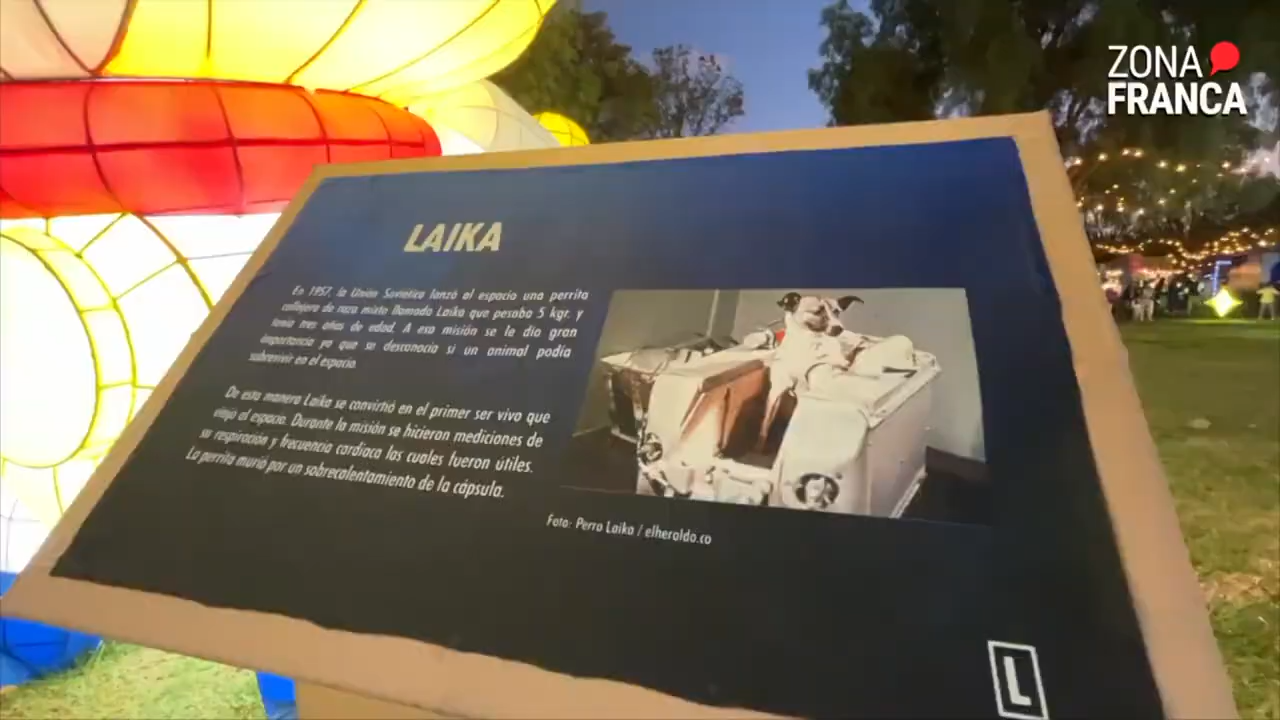 ZONA
FRANCA
LAIKA
En 1957, la Unión Soviética lanzó al espacio una perrita
callejera de raza mixta llamada Laika que pesaba 5 kgr. y
tenía tres años de edad. A esa misión se le dio gran
importancia ya que se desconocía si un animal podía
sobrevivir en el espacio.
De esta manera Laika se convirtió en el primer ser vivo que
viajó al espacio. Durante la misión se hicieron mediciones de
su respiración y frecuencia cardíaca las cuales fueron útiles.
La perrita murió por un sobrecalentamiento de la cápsula.
Foto: Perra Laika / elheraldo.co
L